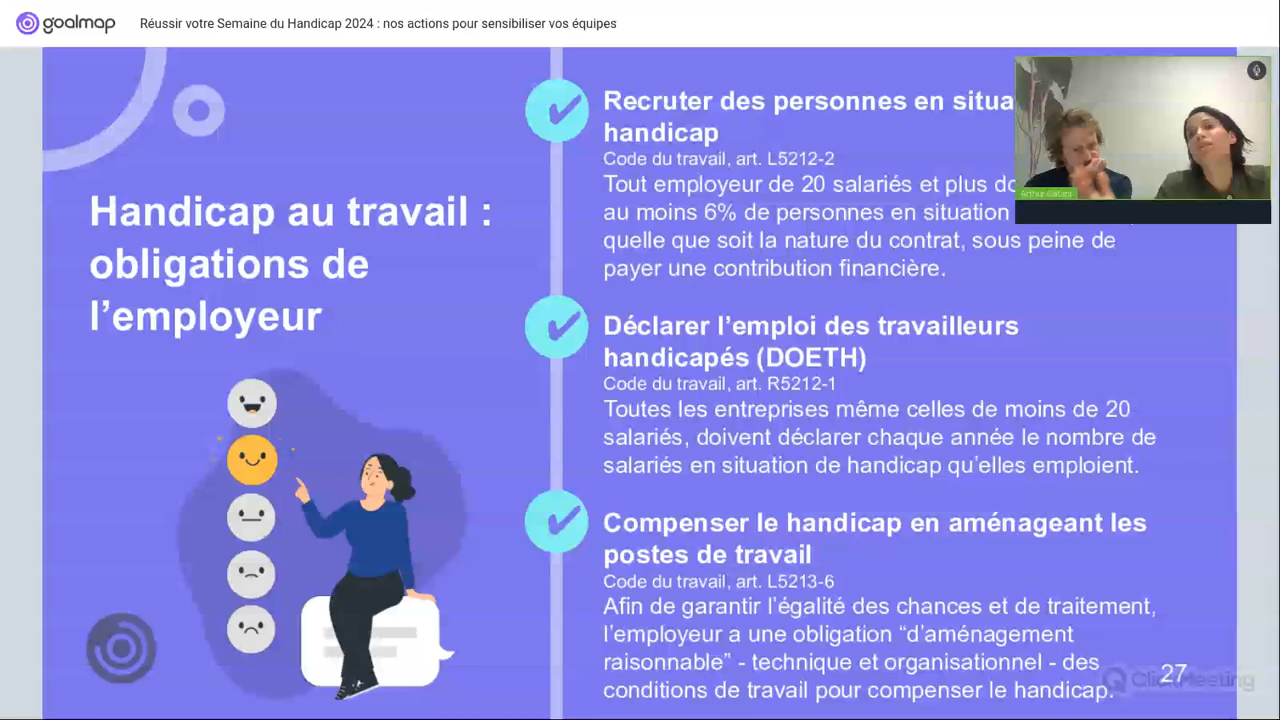 goalmap
Réussir votre Semaine du Handicap 2024 : nos actions pour sensibiliser vos équipes
Handicap au travail :
obligations de
l’employeur
Recruter des personnes en situa
handicap
Code du travail, art. L5212-2
Tout employeur de 20 salariés et plus do
au moins 6% de personnes en situation
quelle que soit la nature du contrat, sous peine de
payer une contribution financière.
Déclarer l’emploi des travailleurs
handicapés (DOETH)
Code du travail, art. R5212-1
Toutes les entreprises même celles de moins de 20
salariés, doivent déclarer chaque année le nombre de
salariés en situation de handicap qu’elles emploient.
Compenser le handicap en aménageant les
postes de travail
Code du travail, art. L5213-6
Afin de garantir l’égalité des chances et de traitement,
l’employeur a une obligation “d’aménagement
raisonnable” - technique et organisationnel - des
conditions de travail pour compenser le handicap.
27
ClickMeeting
Arthur